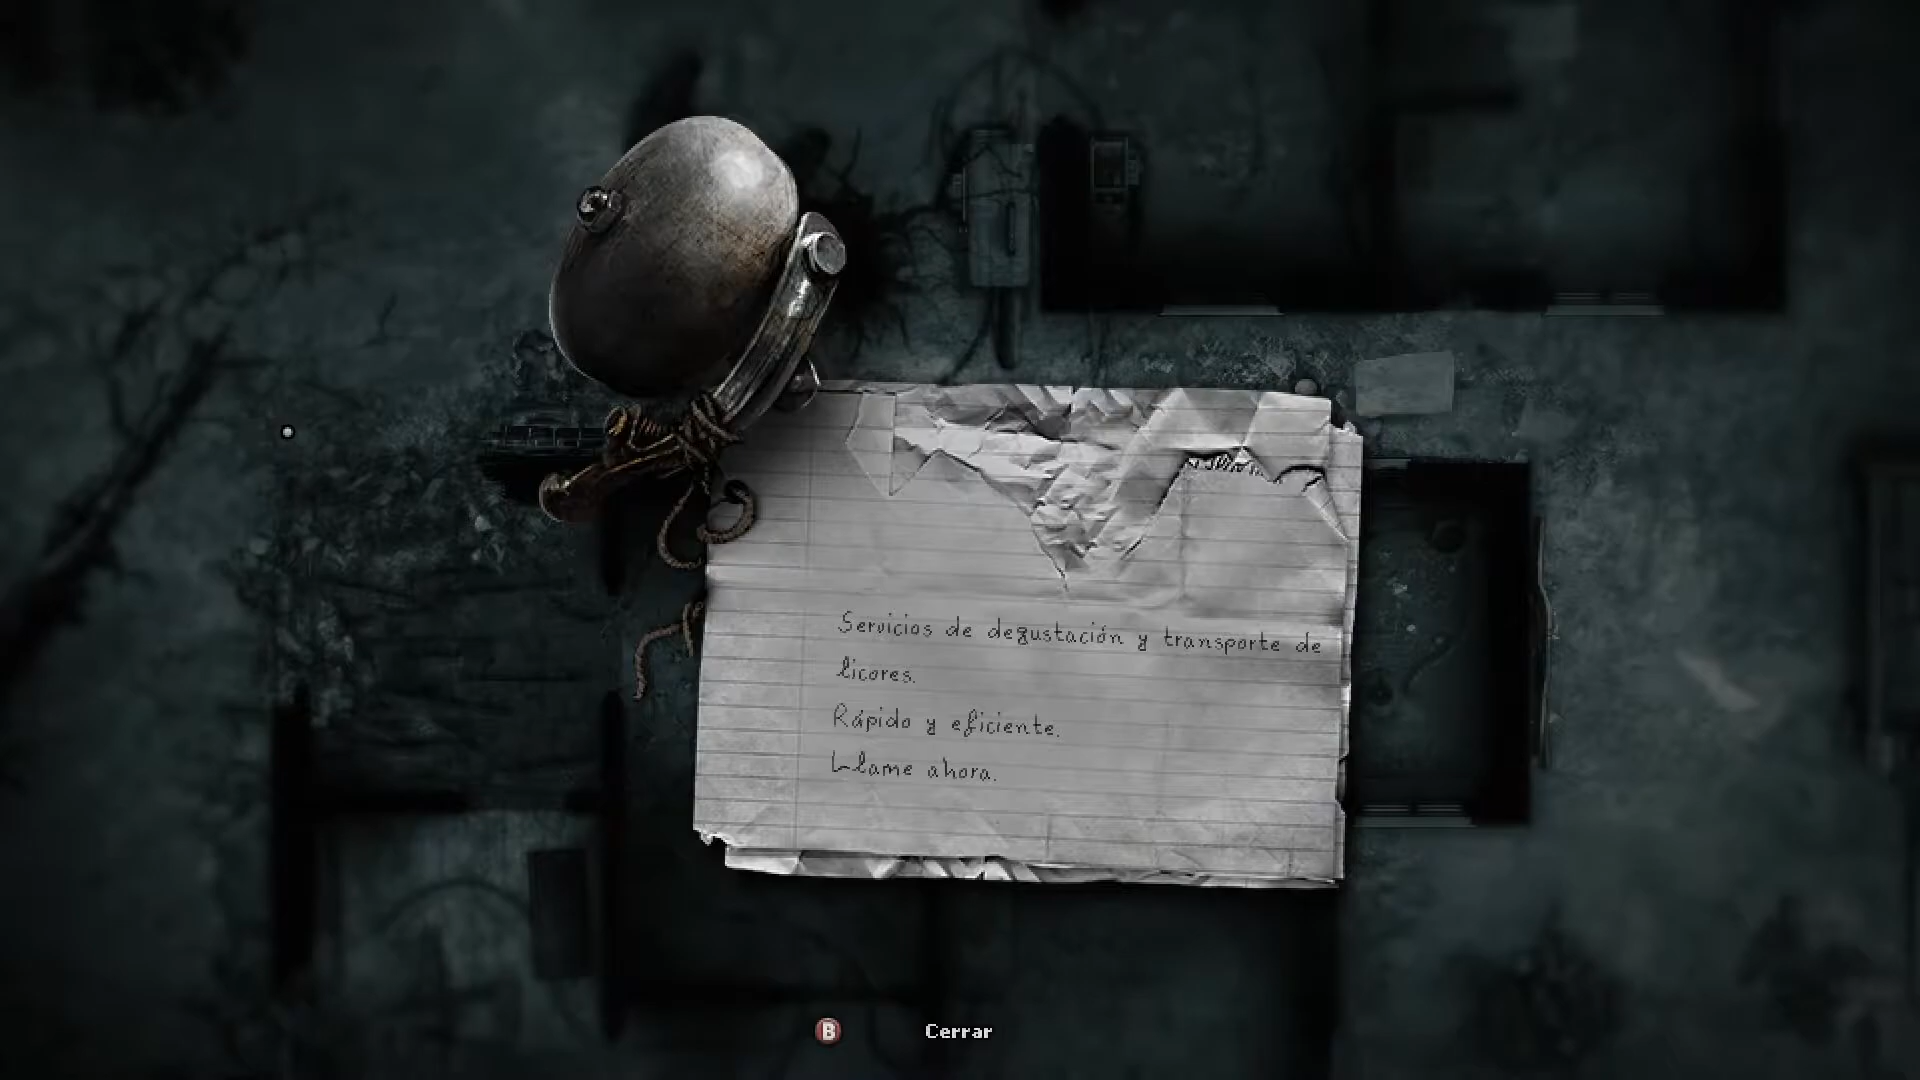 Servicios de degustación y transporte de
licores.
Rápido y eficiente.
Llame ahora.
B Cerrar